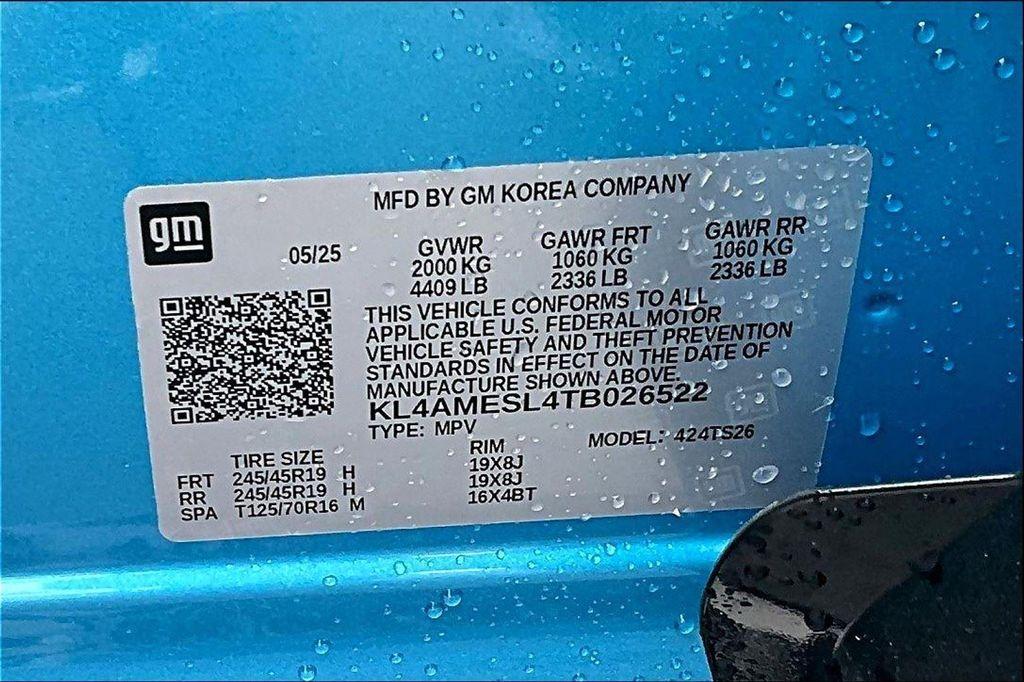 MFD BY GM KOREA COMPANY
gm
05/25
GVWR GAWR FRT GAWR RR
2000 KG 1060 KG 1060 KG
4409 LB 2336 LB 2336 LB
THIS VEHICLE CONFORMS TO ALL
APPLICABLE U.S. FEDERAL MOTOR
VEHICLE SAFETY AND THEFT PREVENTION
STANDARDS IN EFFECT ON THE DATE OF
MANUFACTURE SHOWN ABOVE.
KL4AMESL4TB026522
TYPE: MPV MODEL: 424TS26
TIRE SIZE RIM
FRT 245/45R19 H 19X8J
RR 245/45R19 H 19X8J
SPA T125/70R16 M 16X4BT